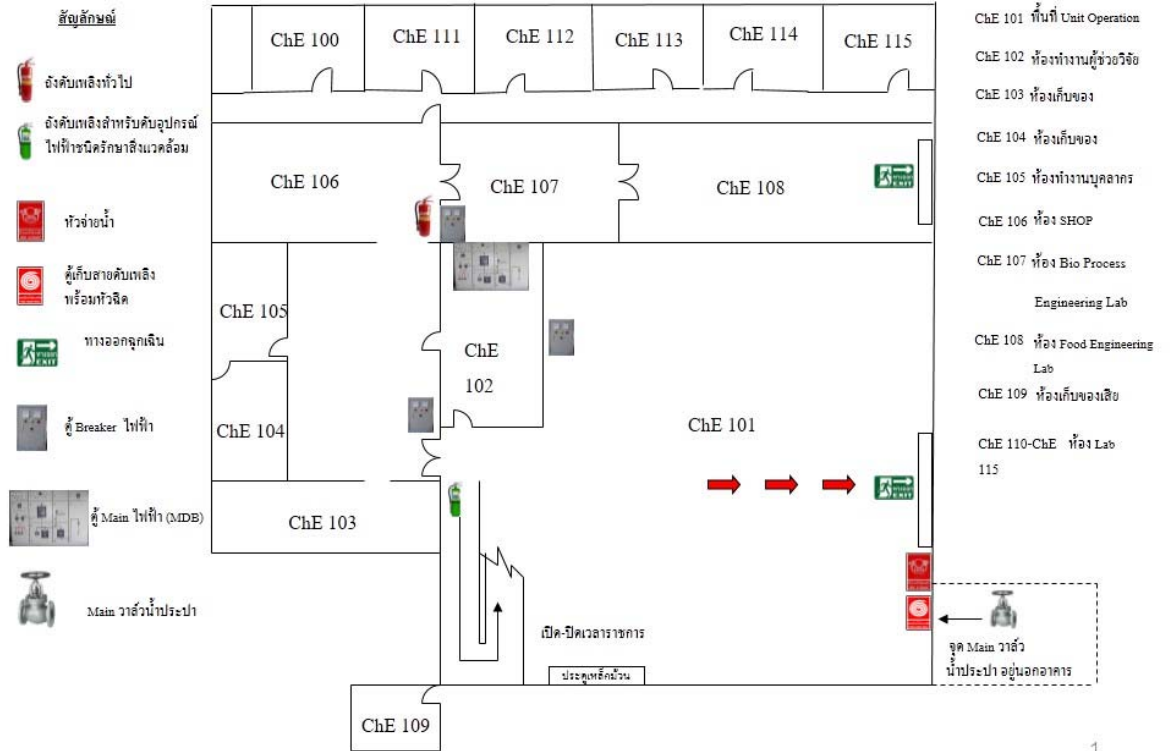 สัญลักษณ์
ถังดับเพลิงทั่วไป
ถังดับเพลิงสำหรับดับอุปกรณ์
ไฟฟ้าชนิดรักษาสิ่งแวดล้อม
หัวจ่ายน้ำ
ตู้เก็บสายดับเพลิง
พร้อมหัวฉีด
ทางออกฉุกเฉิน
ตู้ Breaker ไฟฟ้า
ตู้ Main ไฟฟ้า (MDB)
Main วาล์วน้ำประปา
ChE 100
ChE 111
ChE 112
ChE 113
ChE 114
ChE 115
ChE 106
ChE 107
ChE 108
EXIT
ChE 105
ChE
102
ChE 104
ChE 101
EXIT
ChE 103
เปิด-ปิดเวลาราชการ
ประตูเหล็กม้วน
ChE 109
จุด Main วาล์ว
น้ำประปา อยู่นอกอาคาร
ChE 101 พื้นที่ Unit Operation
ChE 102 ห้องทำงานผู้ช่วยวิจัย
ChE 103 ห้องเก็บของ
ChE 104 ห้องเก็บของ
ChE 105 ห้องทำงานบุคลากร
ChE 106 ห้อง SHOP
ChE 107 ห้อง Bio Process
Engineering Lab
ChE 108 ห้อง Food Engineering
Lab
ChE 109 ห้องเก็บของเสีย
ChE 110-ChE ห้อง Lab
115
1